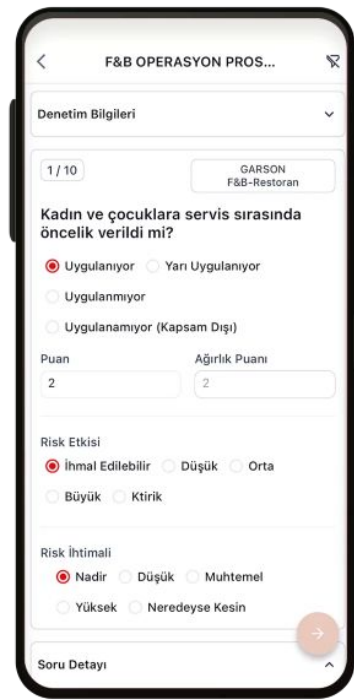 F&B OPERASYON PROS...
Denetim Bilgileri
1 / 10
GARSON
F&B-Restoran
Kadın ve çocuklara servis sırasında
öncelik verildi mi?
Uygulanıyor Yarı Uygulanıyor
Uygulanmıyor
Uygulanamıyor (Kapsam Dışı)
Puan Ağırlık Puanı
2 2
Risk Etkisi
İhmal Edilebilir Düşük Orta
Büyük Ktirik
Risk İhtimali
Nadir Düşük Muhtemel
Yüksek Neredeyse Kesin
Soru Detayı